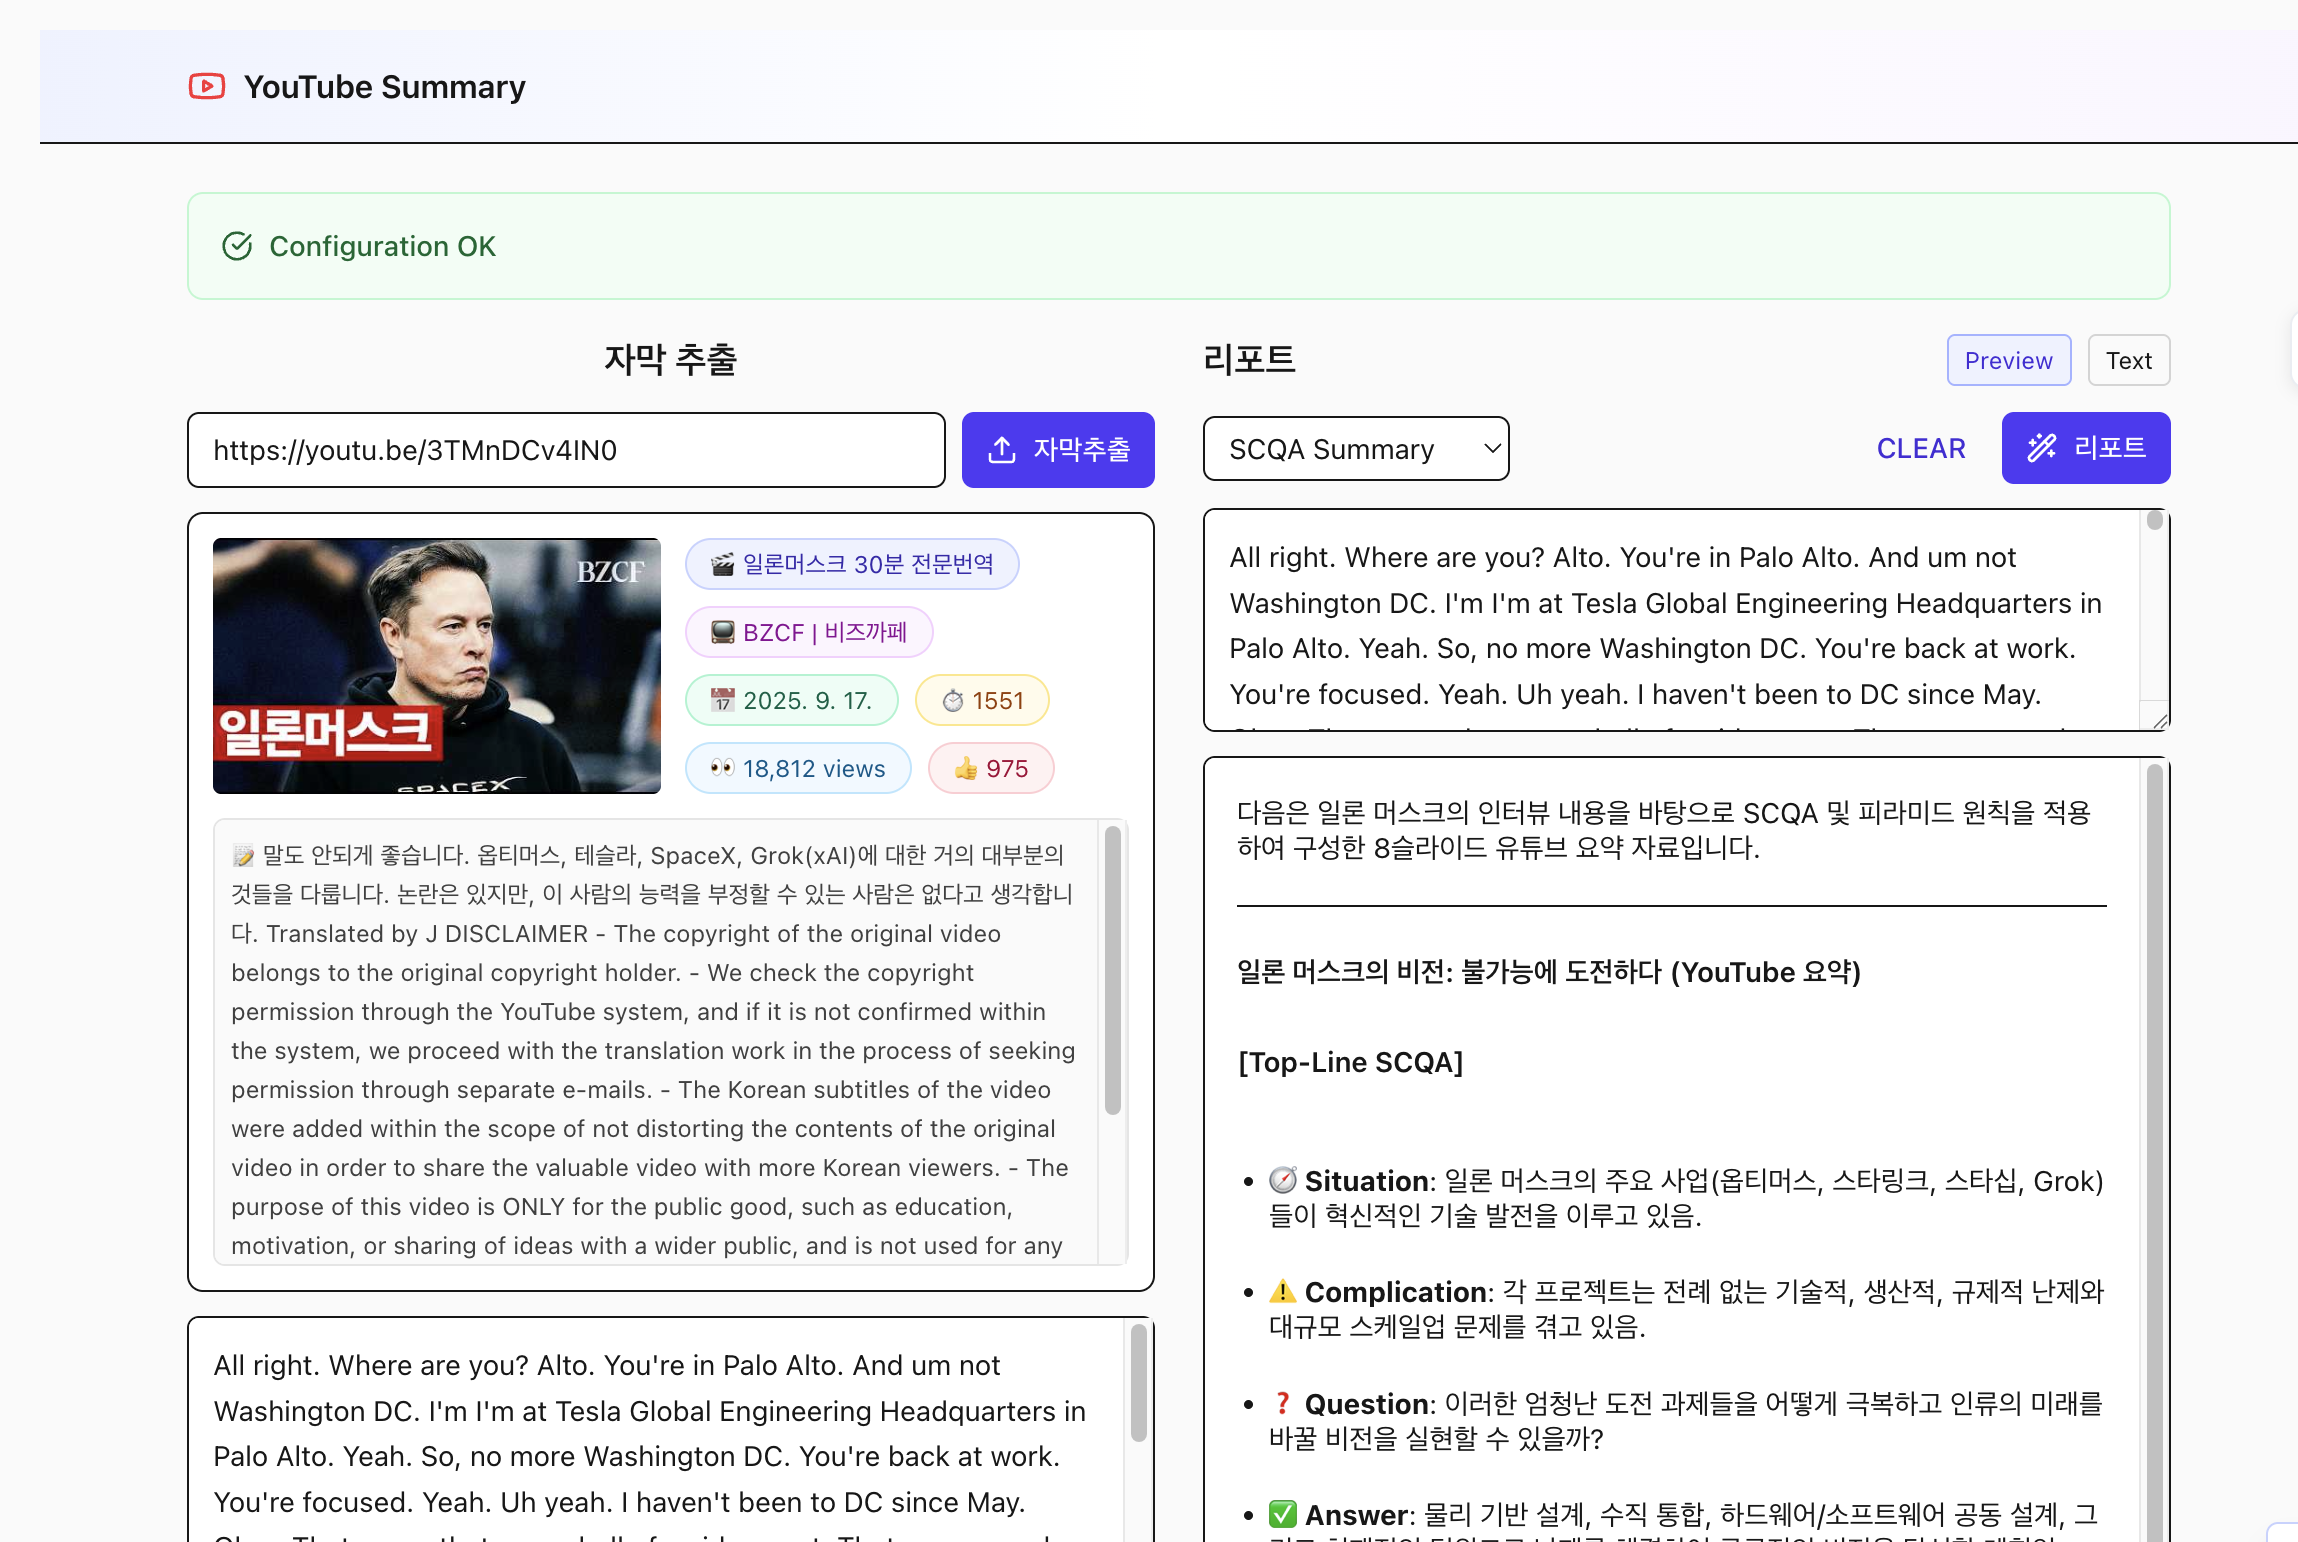 YouTube Summary
Configuration OK
자막 추출
https://youtu.be/3TMnDCv4IN0
자막추출
BZCF
일론머스크
SPACEX
🎬 일론머스크 30분 전문번역
📺 BZCF | 비즈까페
📅 2025. 9. 17.
⏱️ 1551
👀 18,812 views
👍 975
📝 말도 안되게 좋습니다. 옵티머스, 테슬라, SpaceX, Grok(xAI)에 대한 거의 대부분의
것들을 다룹니다. 논란은 있지만, 이 사람의 능력을 부정할 수 있는 사람은 없다고 생각합니
다. Translated by J DISCLAIMER - The copyright of the original video
belongs to the original copyright holder. - We check the copyright
permission through the YouTube system, and if it is not confirmed within
the system, we proceed with the translation work in the process of seeking
permission through separate e-mails. - The Korean subtitles of the video
were added within the scope of not distorting the contents of the original
video in order to share the valuable video with more Korean viewers. - The
purpose of this video is ONLY for the public good, such as education,
motivation, or sharing of ideas with a wider public, and is not used for any
All right. Where are you? Alto. You're in Palo Alto. And um not
Washington DC. I'm I'm at Tesla Global Engineering Headquarters in
Palo Alto. Yeah. So, no more Washington DC. You're back at work.
You're focused. Yeah. Uh yeah. I haven't been to DC since May.
리포트
Preview
Text
SCQA Summary
CLEAR
리포트
All right. Where are you? Alto. You're in Palo Alto. And um not
Washington DC. I'm I'm at Tesla Global Engineering Headquarters in
Palo Alto. Yeah. So, no more Washington DC. You're back at work.
You're focused. Yeah. Uh yeah. I haven't been to DC since May.
다음은 일론 머스크의 인터뷰 내용을 바탕으로 SCQA 및 피라미드 원칙을 적용
하여 구성한 8슬라이드 유튜브 요약 자료입니다.
일론 머스크의 비전: 불가능에 도전하다 (YouTube 요약)
[Top-Line SCQA]
• 🧭 Situation: 일론 머스크의 주요 사업(옵티머스, 스타링크, 스타십, Grok)
들이 혁신적인 기술 발전을 이루고 있음.
• ⚠️ Complication: 각 프로젝트는 전례 없는 기술적, 생산적, 규제적 난제와
대규모 스케일업 문제를 겪고 있음.
• ❓ Question: 이러한 엄청난 도전 과제들을 어떻게 극복하고 인류의 미래를
바꿀 비전을 실현할 수 있을까?
• ✅ Answer: 물리 기반 설계, 수직 통합, 하드웨어/소프트웨어 공동 설계, 그